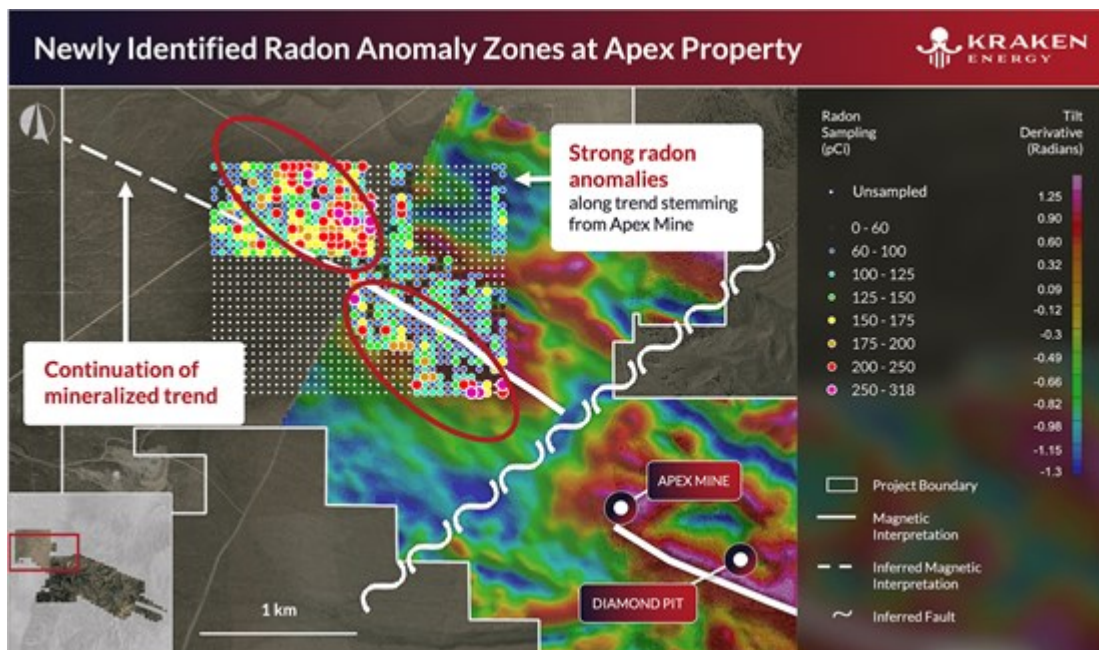 Newly Identified Radon Anomaly Zones at Apex Property
KRAKEN
ENERGY
Strong radon
anomalies
along trend stemming
from Apex Mine
Continuation of
mineralized trend
APEX MINE
DIAMOND PIT
1 km
Radon
Sampling
(pCi)
Unsampled
0 - 60
60 - 100
100 - 125
125 - 150
150 - 175
175 - 200
200 - 250
250 - 318
Tilt
Derivative
(Radians)
1.25
0.90
0.60
0.32
0.09
-0.12
-0.3
-0.49
-0.66
-0.82
-0.98
-1.15
-1.3
Project Boundary
Magnetic
Interpretation
Inferred Magnetic
Interpretation
Inferred Fault